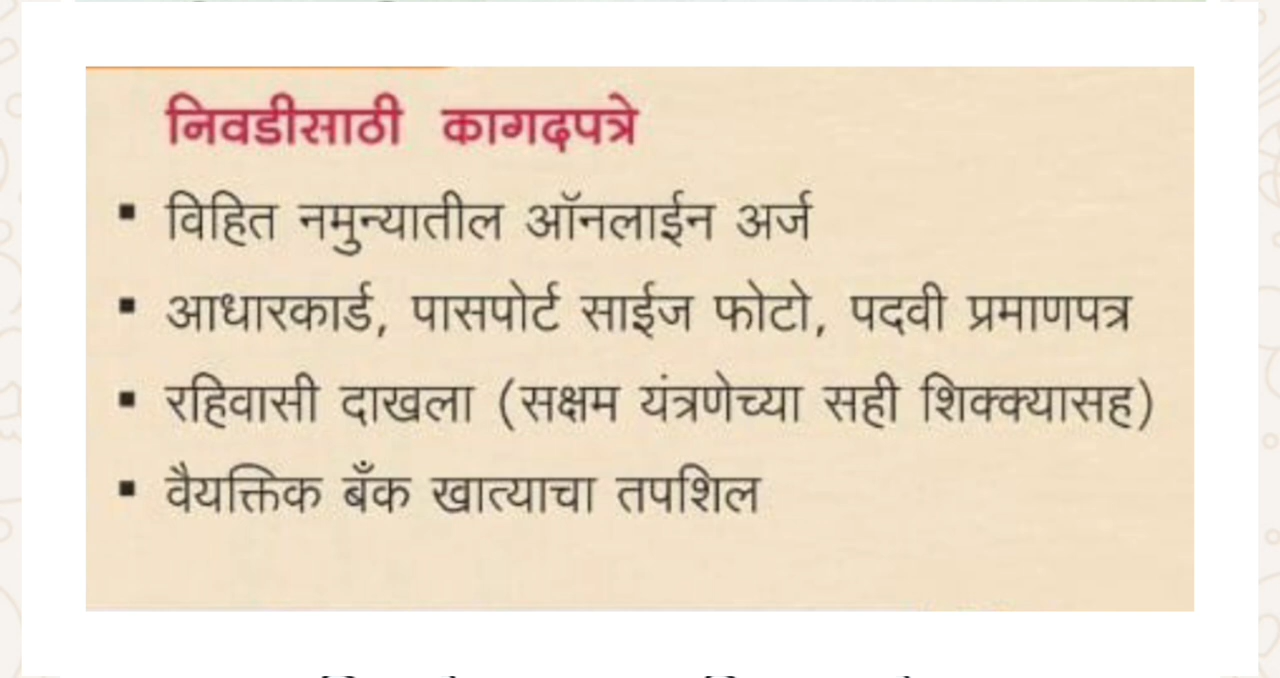 निवडीसाठी कागदपत्रे
▪ विहित नमुन्यातील ऑनलाईन अर्ज
▪ आधारकार्ड, पासपोर्ट साईज फोटो, पदवी प्रमाणपत्र
▪ रहिवासी दाखला (सक्षम यंत्रणेच्या सही शिक्क्यासह)
▪ वैयक्तिक बँक खात्याचा तपशिल